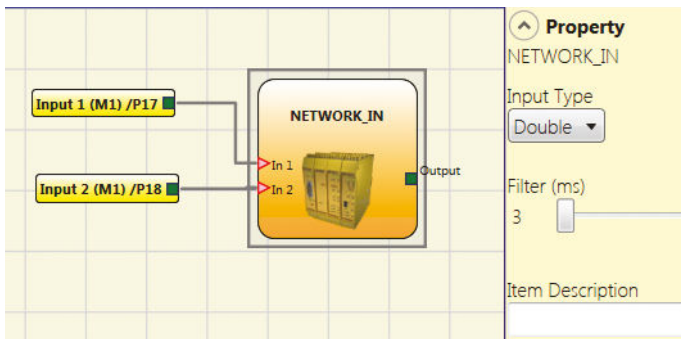 Input 1 (M1) /P17
Input 2 (M1) /P18
NETWORK_IN
In 1
In 2
Output
Property
NETWORK_IN
Input Type
Double
Filter (ms)
3
Item Description